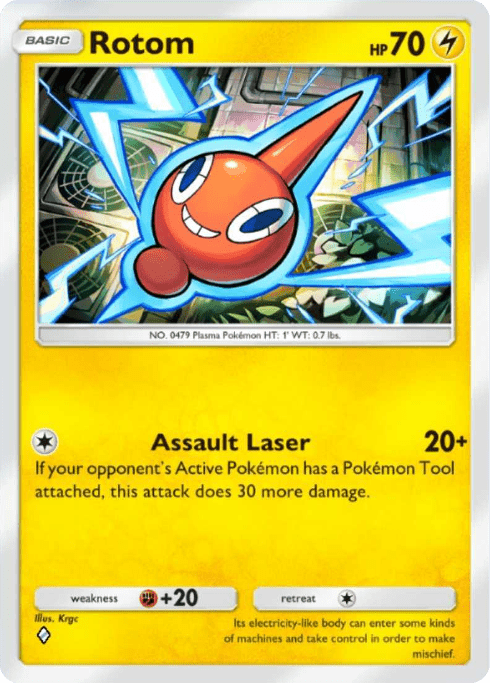 BASIC Rotom HP 70
NO. 0479 Plasma Pokémon HT: 1' WT: 0.7 lbs.
Assault Laser 20+
If your opponent's Active Pokémon has a Pokémon Tool
attached, this attack does 30 more damage.
weakness +20 retreat
Illus. Krgc
Its electricity-like body can enter some kinds
of machines and take control in order to make
mischief.